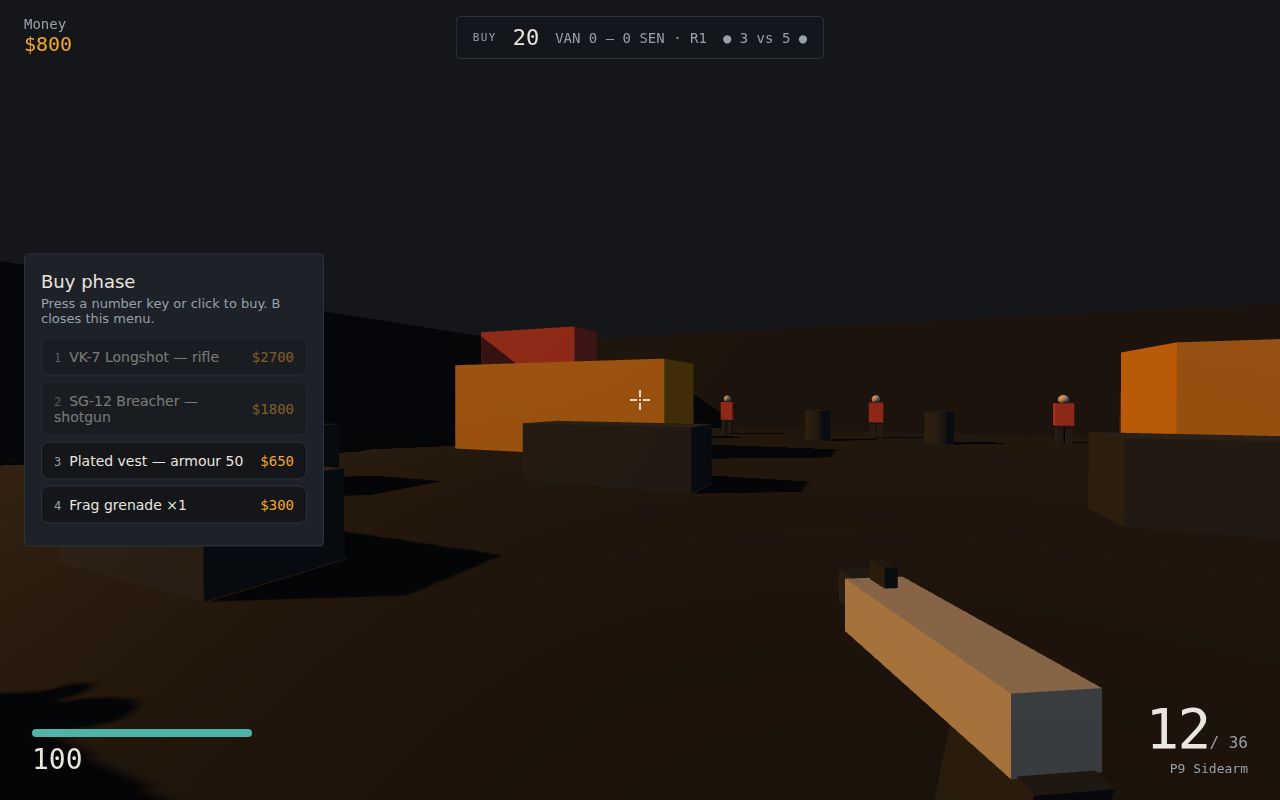 Money
$800
BUY 20 VAN 0 — 0 SEN · R1 ● 3 vs 5 ●
Buy phase
Press a number key or click to buy. B
closes this menu.
1 VK-7 Longshot — rifle $2700
2 SG-12 Breacher —
shotgun $1800
3 Plated vest — armour 50 $650
4 Frag grenade ×1 $300
100
12 / 36
P9 Sidearm